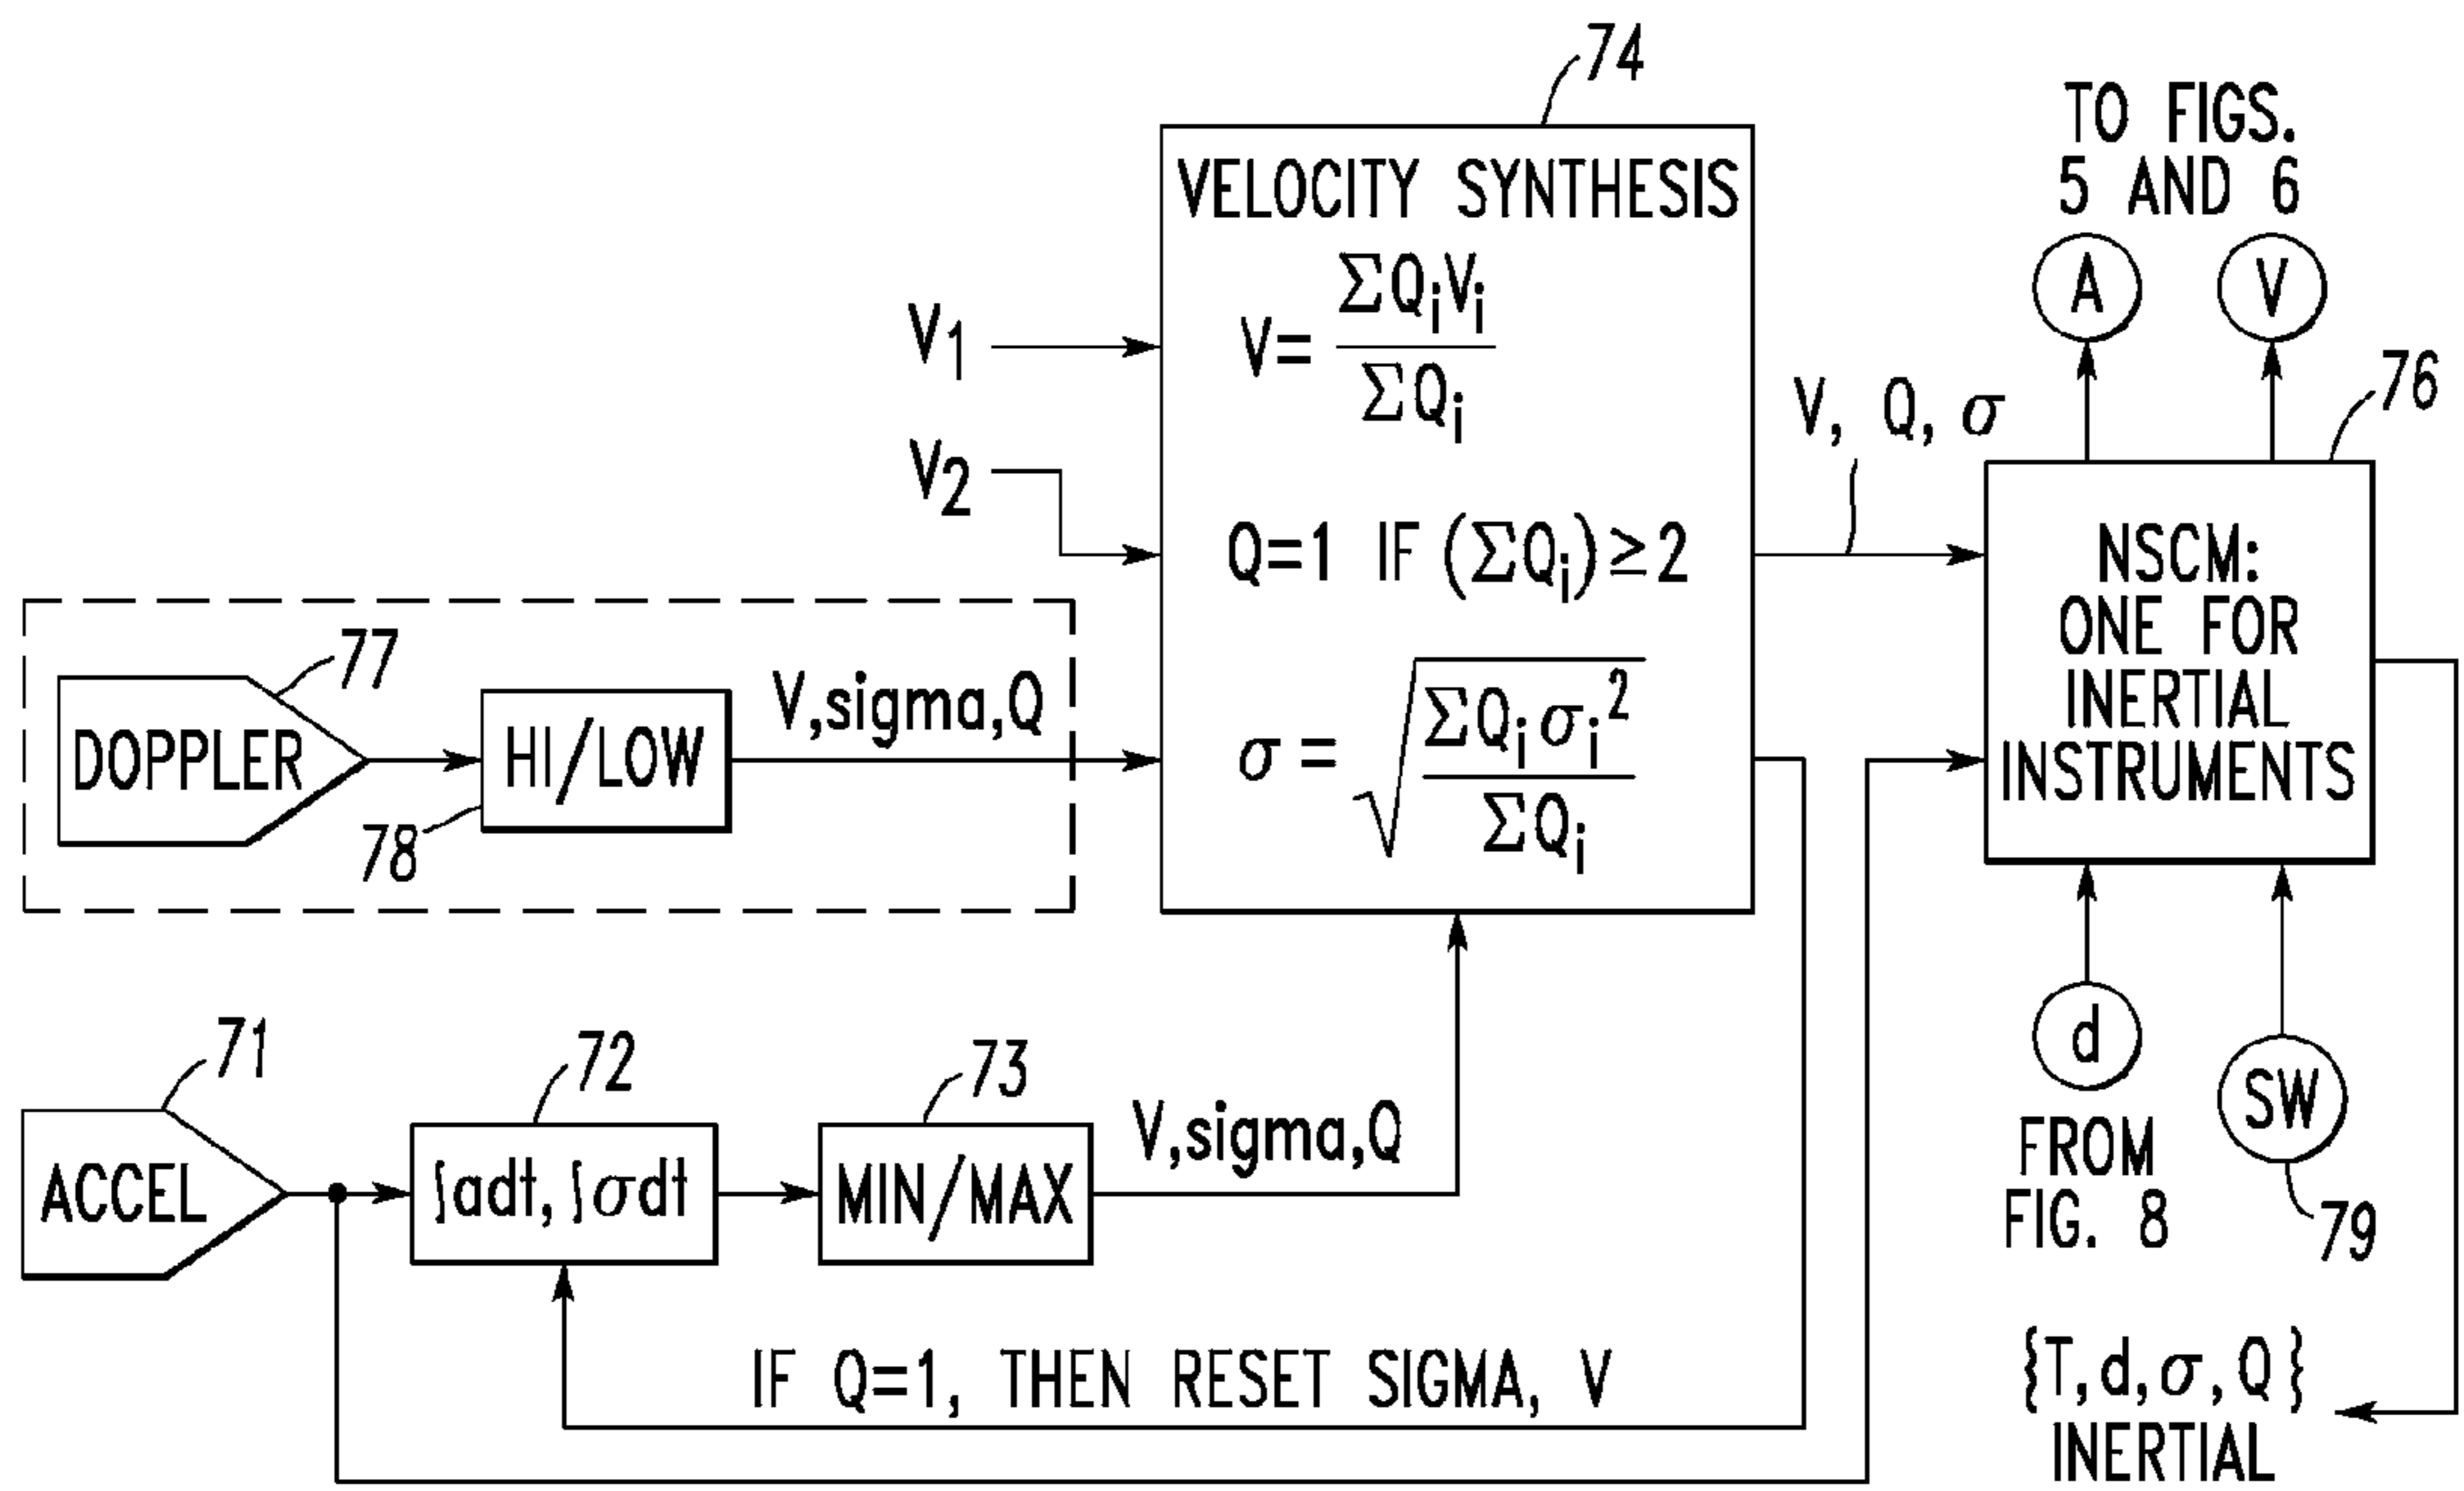 74
TO FIGS.
5 AND 6
VELOCITY SYNTHESIS
A
V
V1
V= ΣQiVi / ΣQi
76
V, Q, σ
V2
Q=1 IF (ΣQi) ≥ 2
NSCM:
ONE FOR
INERTIAL
INSTRUMENTS
77
DOPPLER
HI/LOW
78
V,sigma,Q
σ = √ ΣQiσi² / ΣQi
d
FROM
FIG. 8
SW
79
71
ACCEL
72
∫adt, ∫σdt
73
MIN/MAX
V,sigma,Q
IF Q=1, THEN RESET SIGMA, V
{T,d,σ,Q}
INERTIAL